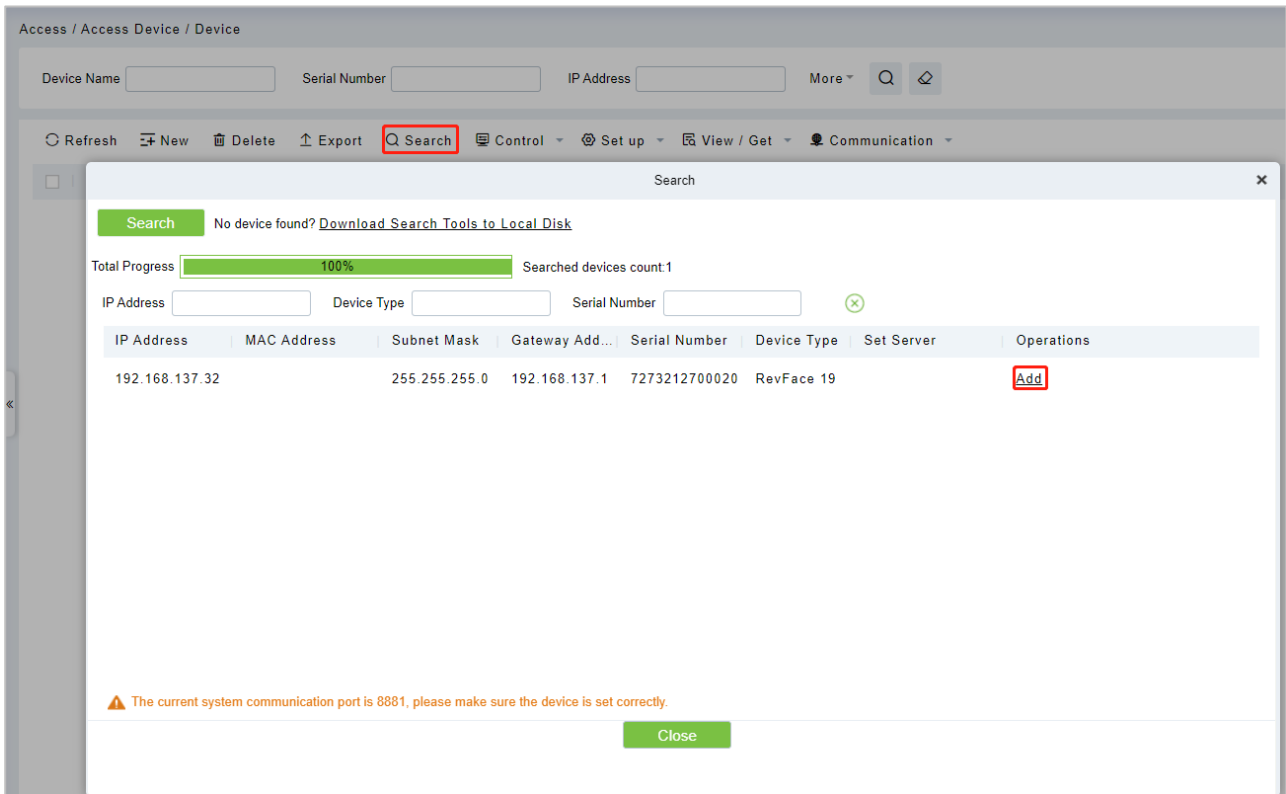 Access / Access Device / Device
Device Name Serial Number IP Address More
Refresh New Delete Export Search Control Set up View / Get Communication
Search
Search No device found? Download Search Tools to Local Disk
Total Progress 100% Searched devices count:1
IP Address Device Type Serial Number
IP Address MAC Address Subnet Mask Gateway Add... Serial Number Device Type Set Server Operations
192.168.137.32 255.255.255.0 192.168.137.1 7273212700020 RevFace 19 Add
The current system communication port is 8881, please make sure the device is set correctly.
Close